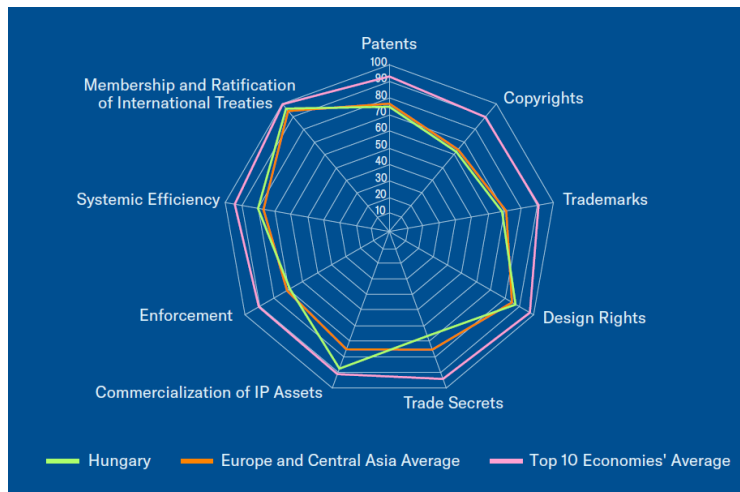 Patents
100
90
80
70
60
50
40
30
20
10
Membership and Ratification
of International Treaties
Copyrights
Systemic Efficiency
Trademarks
Enforcement
Design Rights
Commercialization of IP Assets
Trade Secrets
Hungary
Europe and Central Asia Average
Top 10 Economies' Average